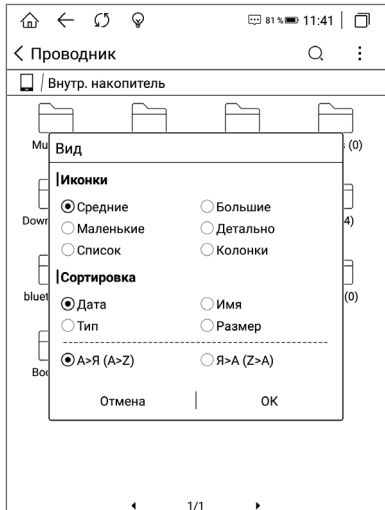 81% 11:41
Проводник
Внутр. накопитель
(0)
Вид
Иконки
Средние Большие
Маленькие Детально
Список Колонки
Сортировка
Дата Имя
Тип Размер
А>Я (A>Z) Я>А (Z>A)
Отмена ОК
4)
(0)
1/1